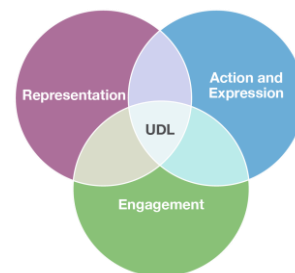 Representation
Action and
Expression
UDL
Engagement